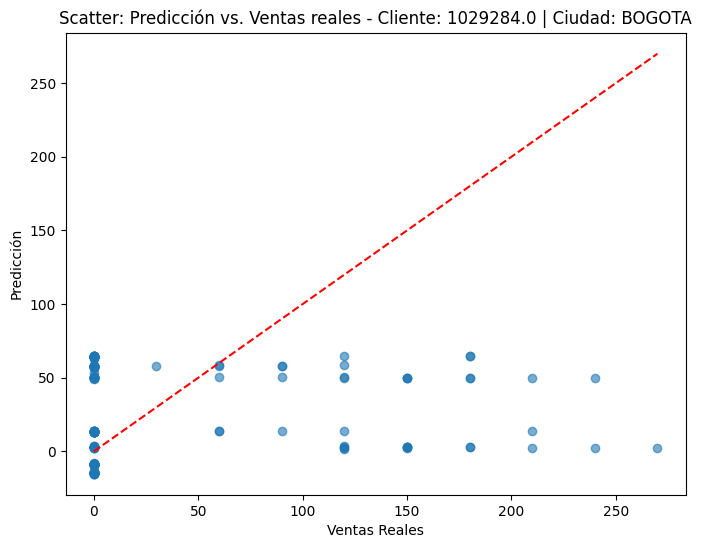 Scatter: Predicción vs. Ventas reales - Cliente: 1029284.0 | Ciudad: BOGOTA
250
200
150
100
50
0
Predicción
0 50 100 150 200 250
Ventas Reales